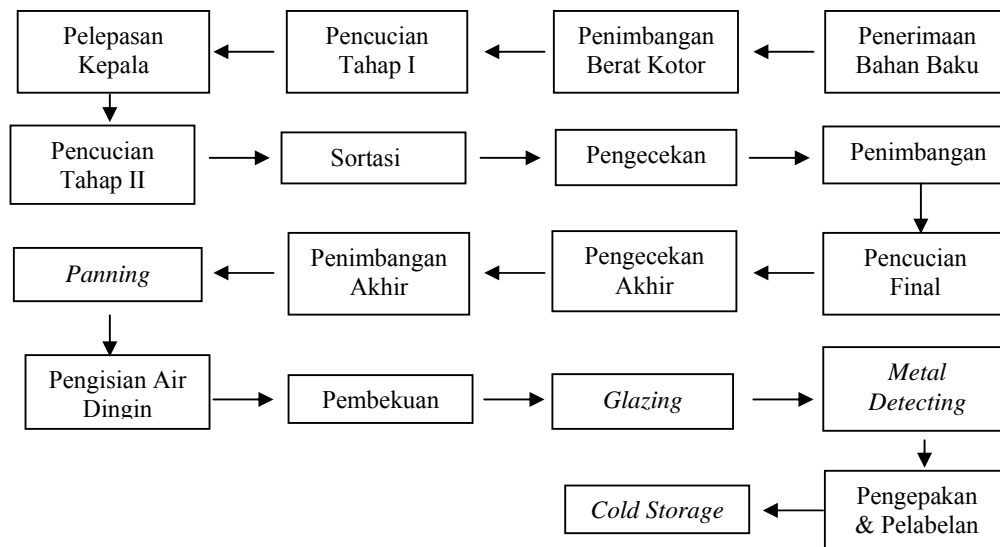 Pelepasan
Kepala
Pencucian
Tahap I
Penimbangan
Berat Kotor
Penerimaan
Bahan Baku
Pencucian
Tahap II
Sortasi
Pengecekan
Penimbangan
Panning
Penimbangan
Akhir
Pengecekan
Akhir
Pencucian
Final
Pengisian Air
Dingin
Pembekuan
Glazing
Metal
Detecting
Cold Storage
Pengepakan
& Pelabelan